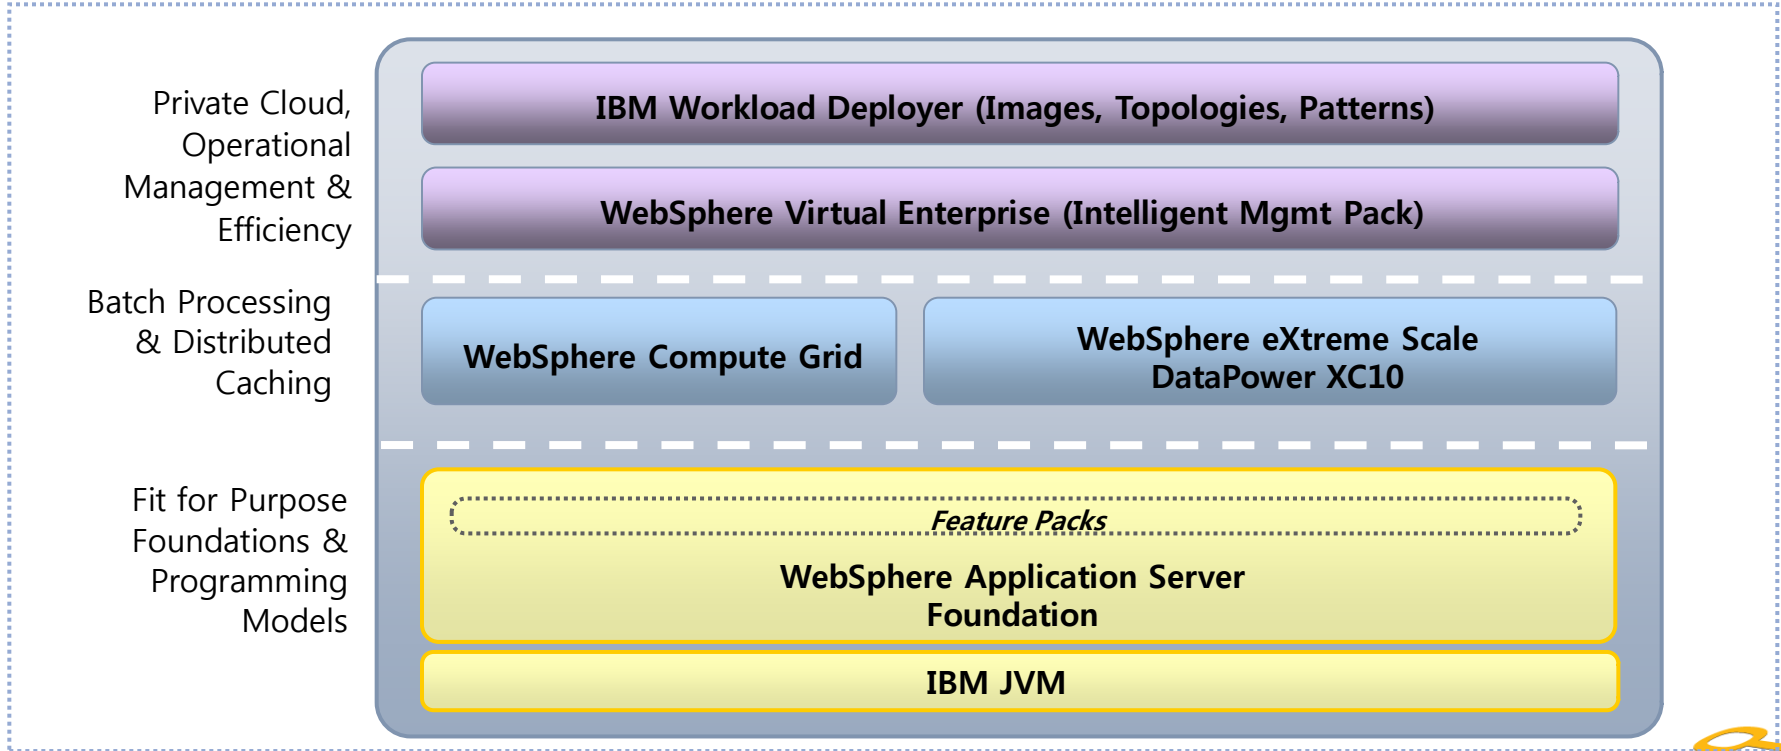 Private Cloud,
Operational
Management &
Efficiency
IBM Workload Deployer (Images, Topologies, Patterns)
WebSphere Virtual Enterprise (Intelligent Mgmt Pack)
Batch Processing
& Distributed
Caching
WebSphere Compute Grid
WebSphere eXtreme Scale
DataPower XC10
Fit for Purpose
Foundations &
Programming
Models
Feature Packs
WebSphere Application Server
Foundation
IBM JVM